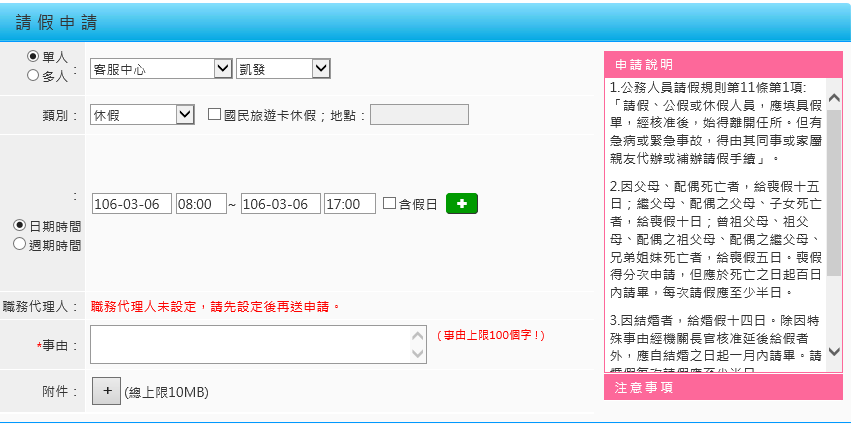 請假申請
單人
多人
：
客服中心
凱發
類別：
休假
國民旅遊卡休假；地點：
：
日期時間
週期時間
106-03-06 08:00 ~ 106-03-06 17:00 含假日
職務代理人：
職務代理人未設定，請先設定後再送申請。
*事由：
(事由上限100個字!)
附件：
+ (總上限10MB)
申請說明
1.公務人員請假規則第11條第1項:
「請假、公假或休假人員，應填具假
單，經核准後，始得離開任所。但有
急病或緊急事故，得由其同事或家屬
親友代辦或補辦請假手續」。
2.因父母、配偶死亡者，給喪假十五
日；繼父母、配偶之父母、子女死亡
者，給喪假十日；曾祖父母、祖父
母、配偶之祖父母、配偶之繼父母、
兄弟姐妹死亡者，給喪假五日。喪假
得分次申請，但應於死亡之日起百日
內請畢，每次請假應至少半日。
3.因結婚者，給婚假十四日。除因特
殊事由經機關長官核准延後給假者
外，應自結婚之日起一月內請畢。請
婚假每次請假應至少半日
注意事項